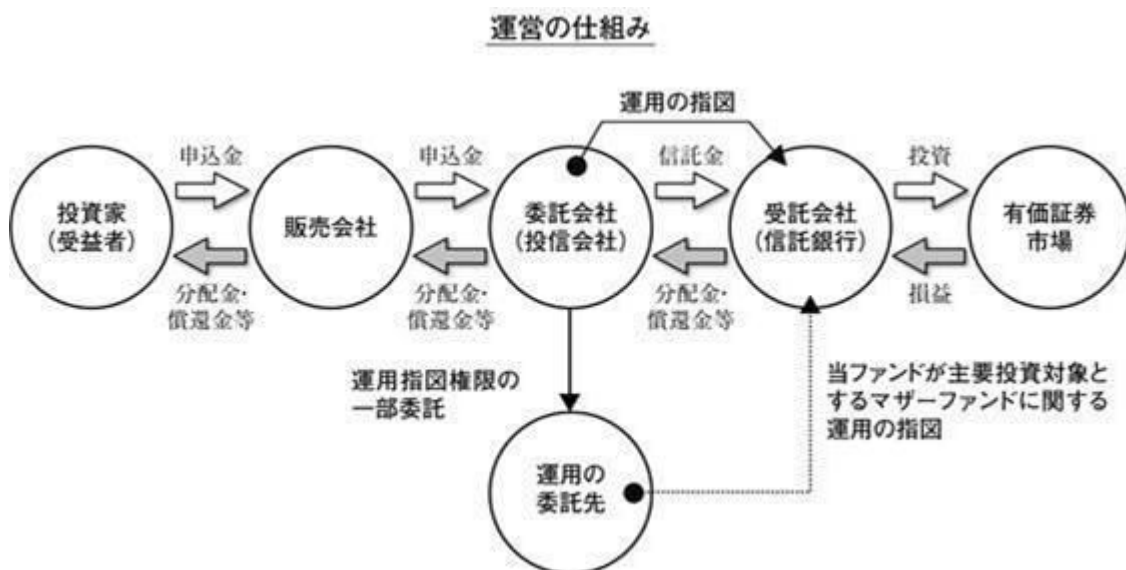 運営の仕組み
運用の指図
申込金
申込金
信託金
投資
投資家
(受益者)
販売会社
委託会社
(投信会社)
受託会社
(信託銀行)
有価証券
市場
分配金・
償還金等
分配金・
償還金等
分配金・
償還金等
損益
運用指図権限の
一部委託
当ファンドが主要投資対象と
するマザーファンドに関する
運用の指図
運用の
委託先